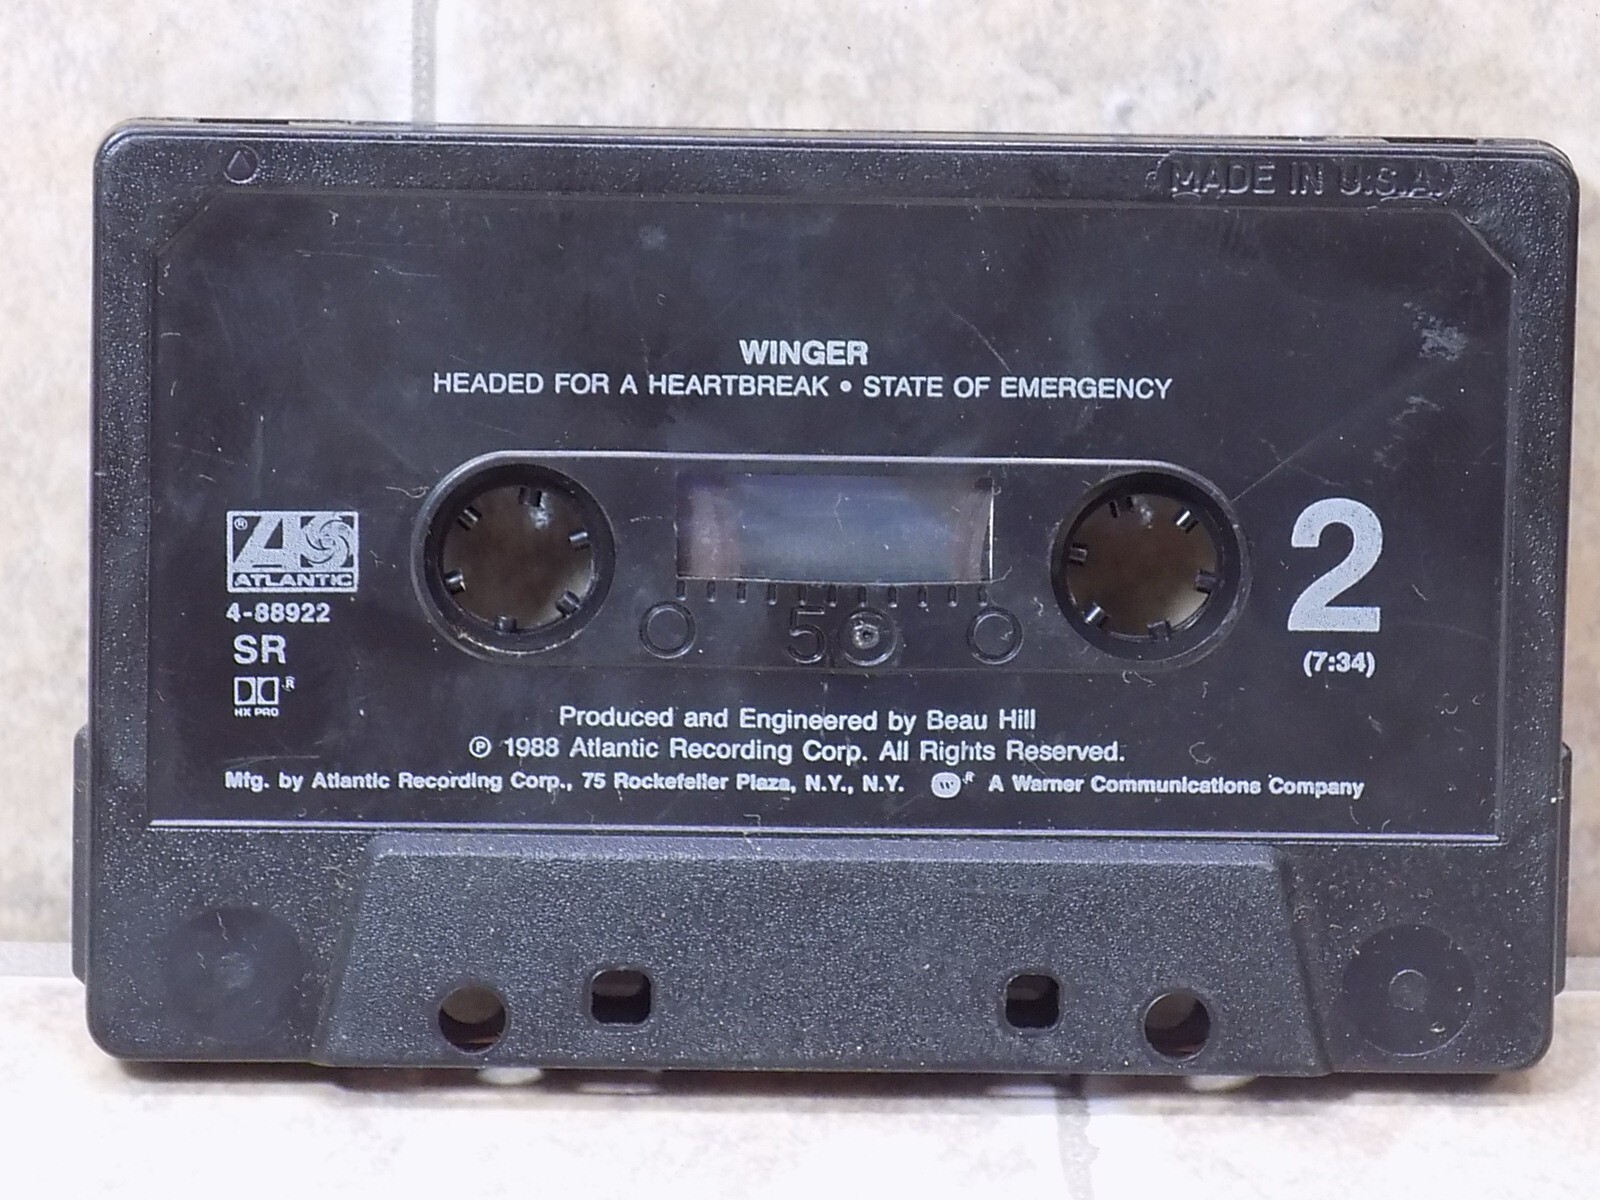 MADE IN U.S.A.
WINGER
HEADED FOR A HEARTBREAK • STATE OF EMERGENCY
® ATLANTIC
4-88922
SR
R
HX PRO
50
2
(7:34)
Produced and Engineered by Beau Hill
℗ 1988 Atlantic Recording Corp. All Rights Reserved.
Mfg. by Atlantic Recording Corp., 75 Rockefeller Plaza, N.Y., N.Y. W R A Warner Communications Company